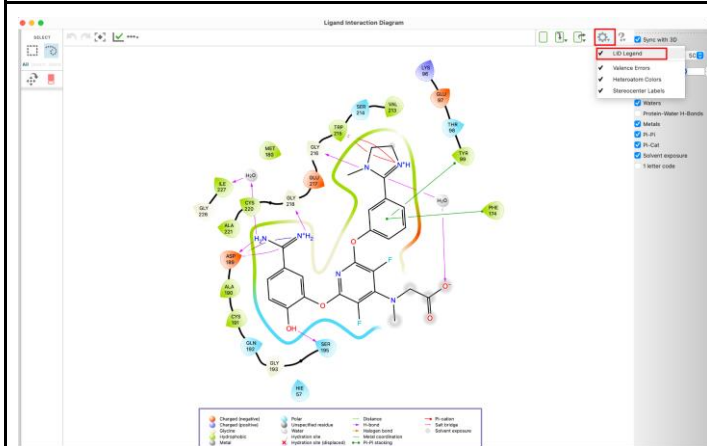 Ligand Interaction Diagram
SELECT
All
Sync with 3D
LID Legend
Valence Errors
Heteroatom Colors
Stereocenter Labels
Waters
Protein-Water H-Bonds
Metals
Pi-Pi
Pi-Cat
Solvent exposure
1 letter code
LYS
96
GLU
97
THR
98
TYR
99
PHE
174
SER
214
VAL
213
TRP
215
GLY
216
GLU
217
GLY
218
MET
180
ILE
227
H₂O
CYS
220
GLY
226
ALA
221
ASP
189
ALA
190
CYS
191
GLN
192
GLY
193
SER
195
HIE
57
H₂O
N
N⁺H
H₂N
N⁺H₂
O
F
N
O
F
N
O⁻
O
OH
Charged (negative)
Charged (positive)
Glycine
Hydrophobic
Metal
Polar
Unspecified residue
Water
Hydration site
Hydration site (displaced)
Distance
H-bond
Halogen bond
Metal coordination
Pi-Pi stacking
Pi-cation
Salt bridge
Solvent exposure